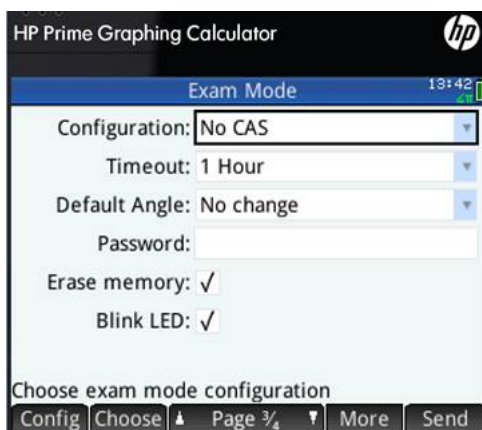 HP Prime Graphing Calculator
hp
Exam Mode
13:42
∡π
Configuration: No CAS
Timeout: 1 Hour
Default Angle: No change
Password:
Erase memory: √
Blink LED: √
Choose exam mode configuration
Config Choose Page ¾ More Send